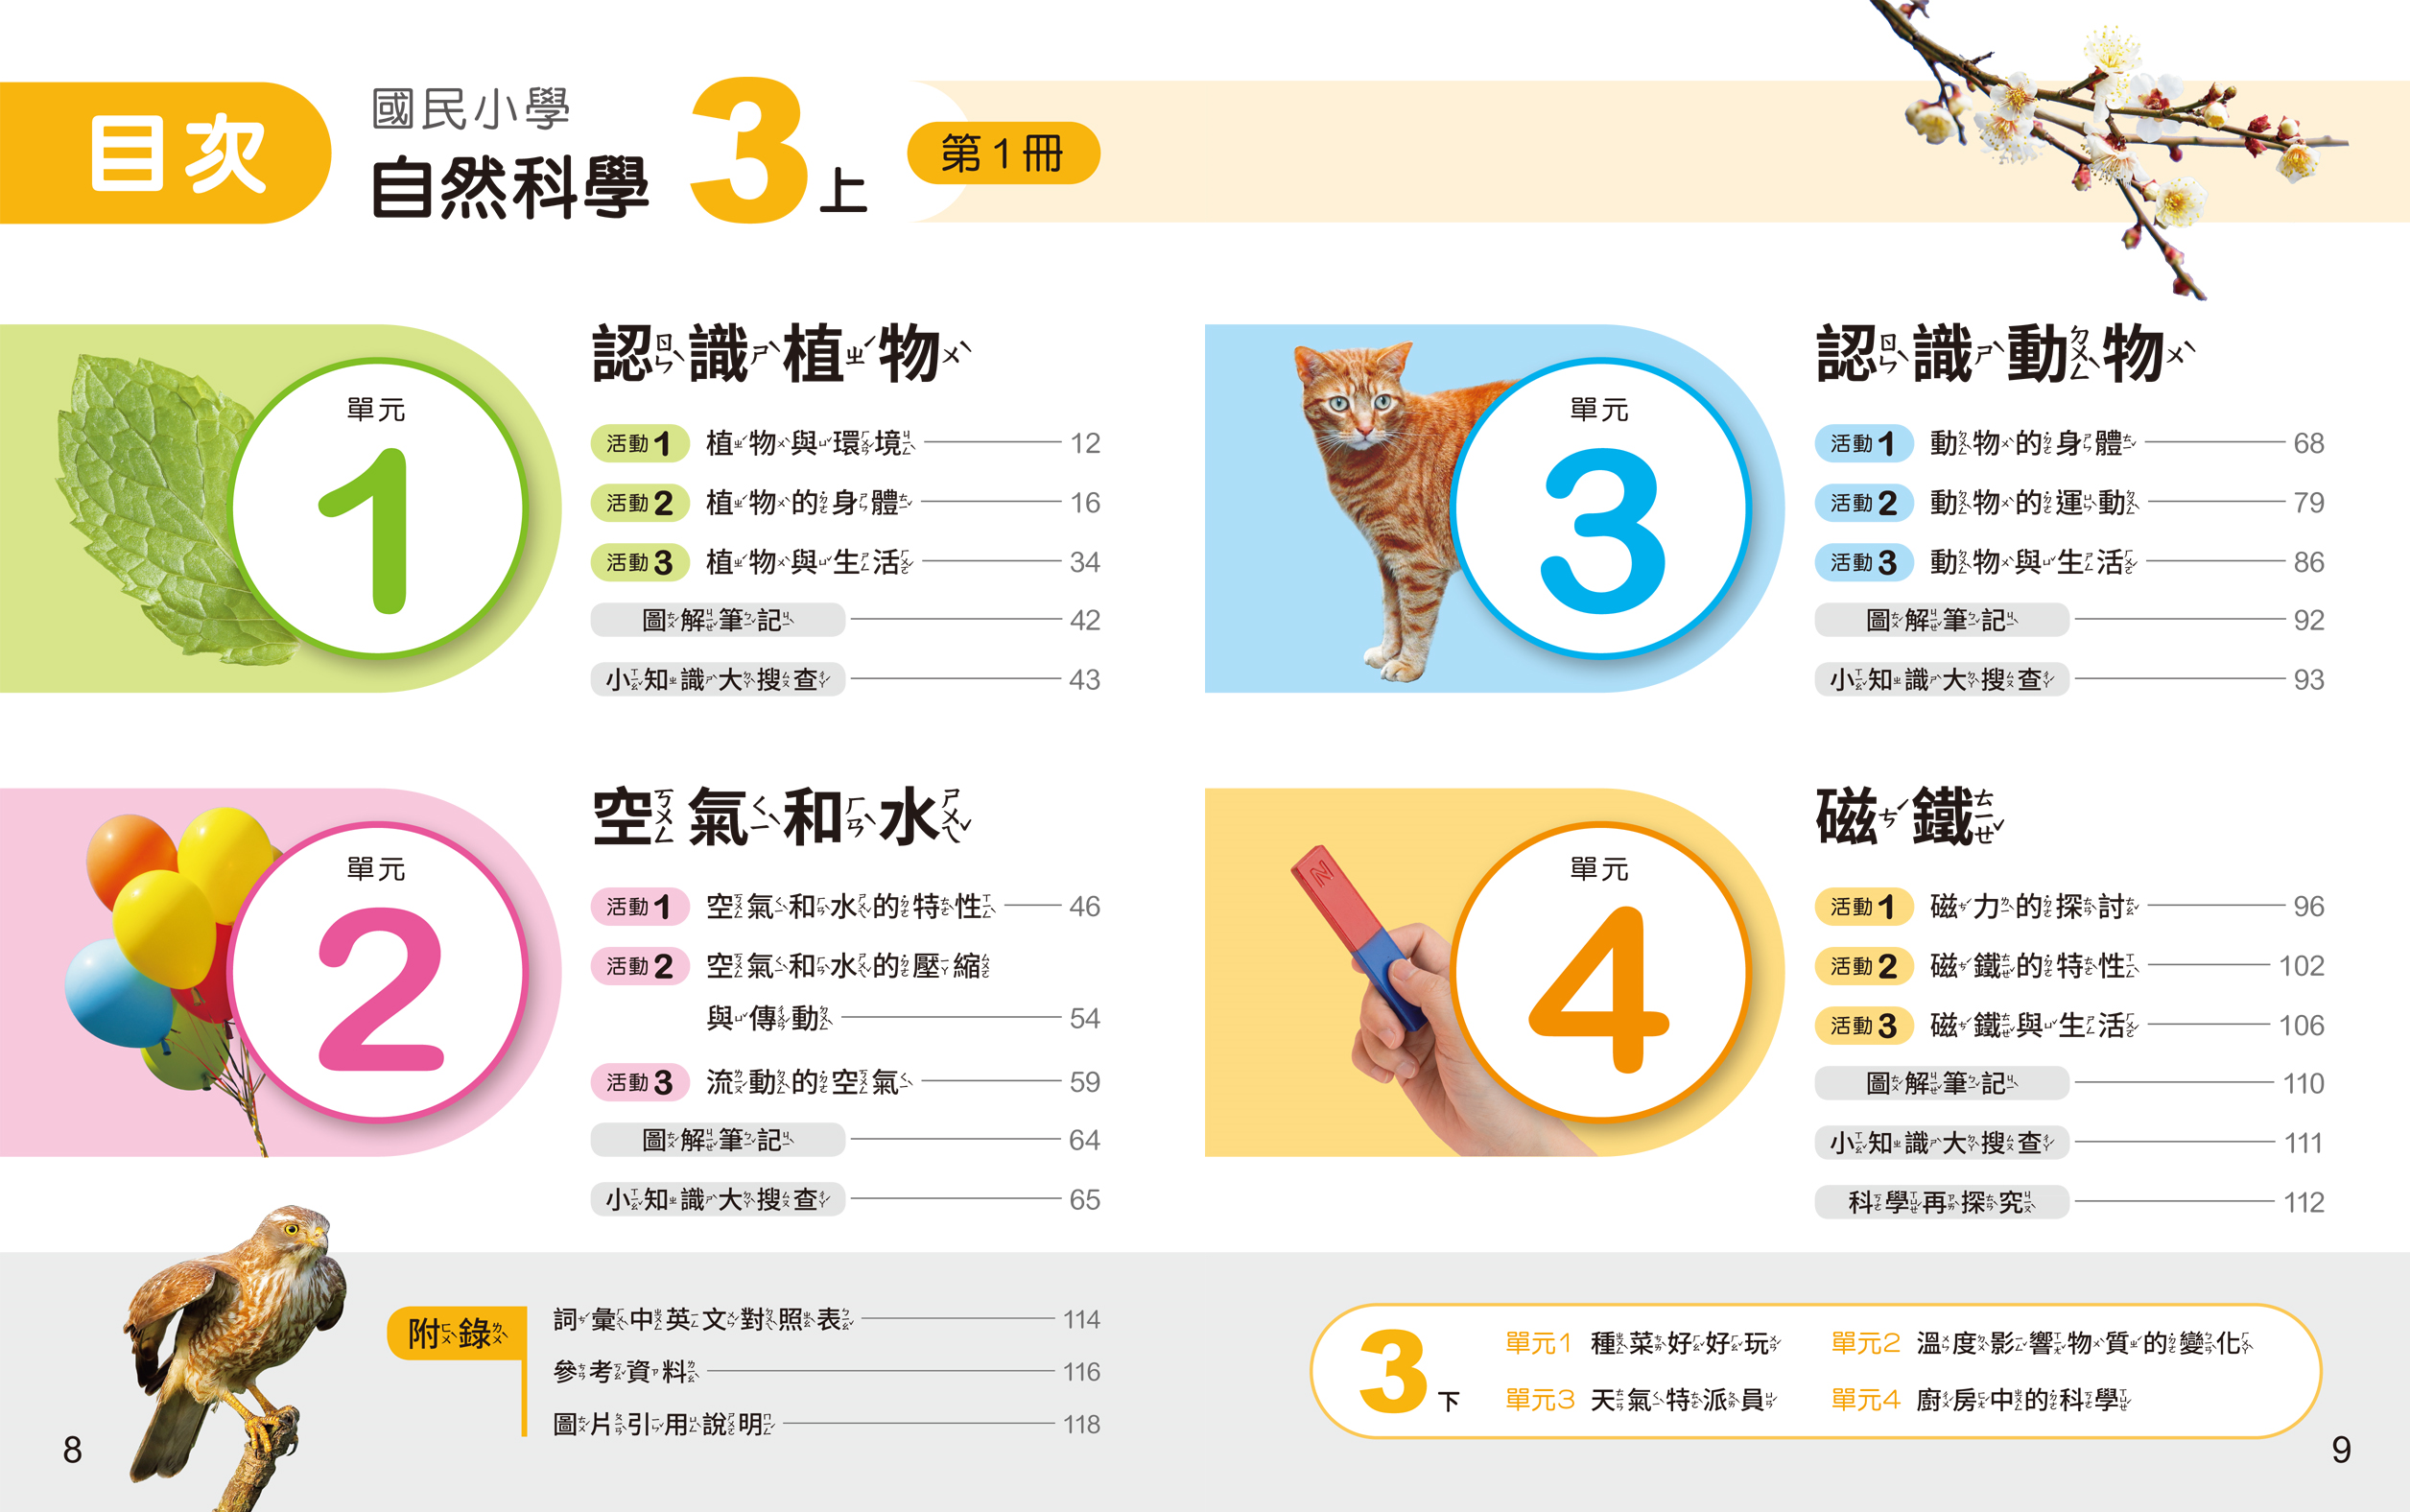 目次
國民小學
自然科學 3上 第1冊
單元 1
認識植物
活動1 植物與環境 12
活動2 植物的身體 16
活動3 植物與生活 34
圖解筆記 42
小知識大搜查 43
單元 2
空氣和水
活動1 空氣和水的特性 46
活動2 空氣和水的壓縮
與傳動 54
活動3 流動的空氣 59
圖解筆記 64
小知識大搜查 65
單元 3
認識動物
活動1 動物的身體 68
活動2 動物的運動 79
活動3 動物與生活 86
圖解筆記 92
小知識大搜查 93
單元 4
N
磁鐵
活動1 磁力的探討 96
活動2 磁鐵的特性 102
活動3 磁鐵與生活 106
圖解筆記 110
小知識大搜查 111
科學再探究 112
附錄
詞彙中英文對照表 114
參考資料 116
圖片引用說明 118
3下
單元1 種菜好好玩 單元2 溫度影響物質的變化
單元3 天氣特派員 單元4 廚房中的科學
8
9